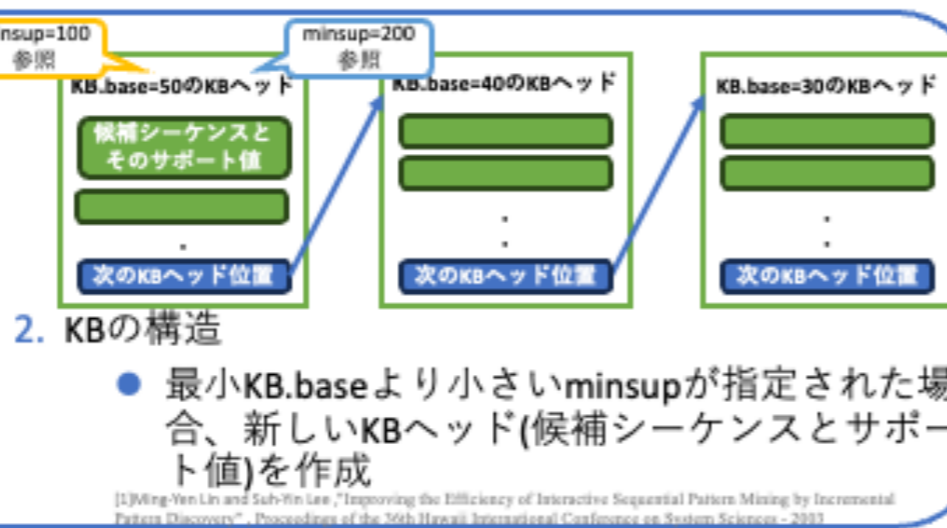 nsup=100
参照
minsup=200
参照
KB.base=50のKBヘッド
KB.base=40のKBヘッド
KB.base=30のKBヘッド
候補シーケンスと
そのサポート値
次のKBヘッド位置
次のKBヘッド位置
次のKBヘッド位置
2. KBの構造
最小KB.baseより小さいminsupが指定された場
合、新しいKBヘッド(候補シーケンスとサポー
ト値)を作成
[1]Ming-Yen Lin and Suh-Yin Lee ,"Improving the Efficiency of Interactive Sequential Pattern Mining by Incremental
Pattern Discovery" , Proceedings of the 36th Hawaii International Conference on System Sciences - 2003